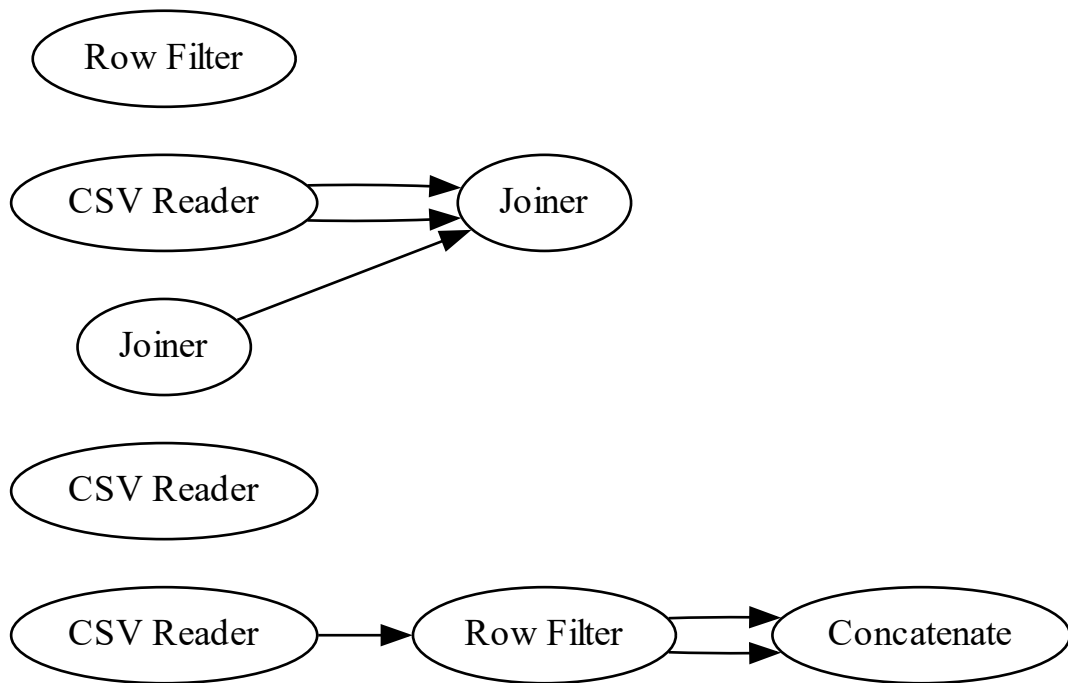 Row Filter
CSV Reader
Joiner
Joiner
CSV Reader
CSV Reader
Row Filter
Concatenate